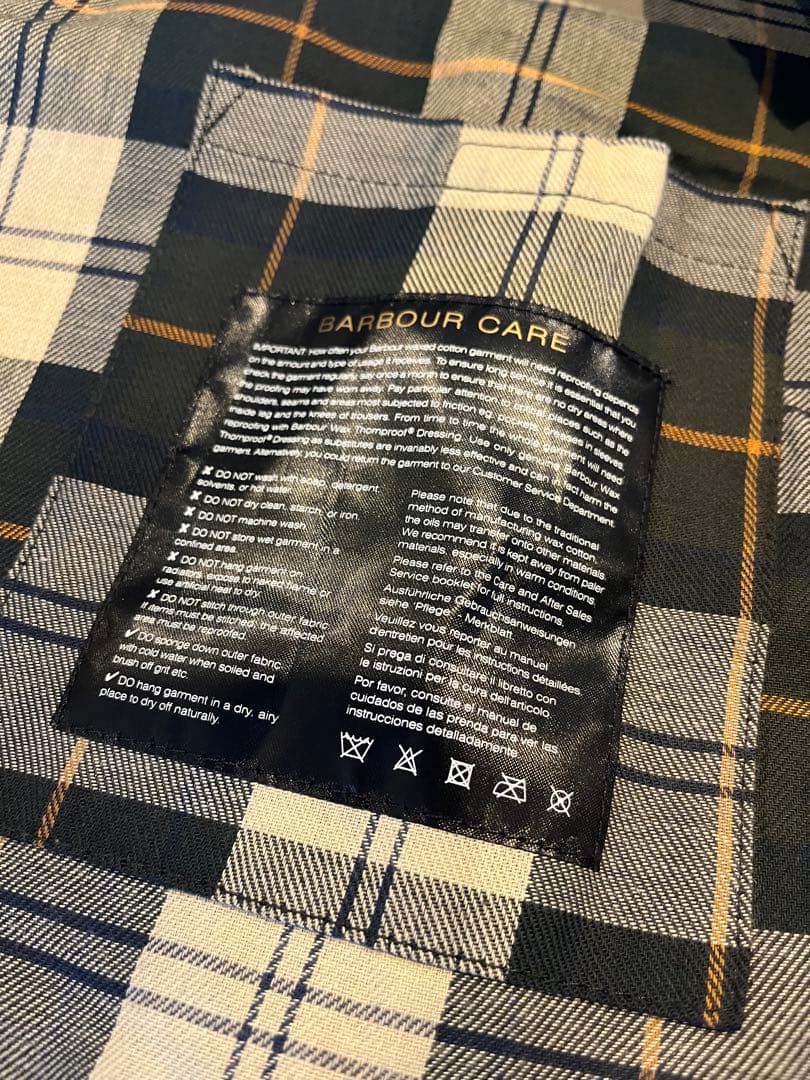 BARBOUR CARE
IMPORTANT: How often your Barbour waxed cotton garment will need reproofing depends
on the amount and type of usage it receives. To ensure long service it is essential that you
check the garment regularly, say once a month to ensure that there are no dry areas where
the proofing may have worn away. Pay particular attention to critical places such as the
shoulders, seams and areas most subjected to friction eg. pockets, creases in sleeves,
inside leg and the knees of trousers. From time to time the whole garment will need
reproofing with Barbour Wax Thornproof® Dressing. Use only genuine Barbour Wax
Thornproof® Dressing as substitutes are invariably less effective and can in fact harm the
garment. Alternatively, you could return the garment to our Customer Service Department.
✘ DO NOT wash with soap, detergent,
solvents, or hot water.
✘ DO NOT dry clean, starch, or iron.
✘ DO NOT machine wash.
✘ DO NOT store wet garment in a
confined area.
✘ DO NOT hang garment on
radiators, expose to naked flame or
use artificial heat to dry.
✘ DO NOT stitch through outer fabric.
If items must be stitched, the affected
area must be reproofed.
✔ DO sponge down outer fabric
with cold water when soiled and
brush off grit etc.
✔ DO hang garment in a dry, airy
place to dry off naturally.
Please note that due to the traditional
method of manufacturing wax cotton,
the oils may transfer onto other materials.
We recommend it is kept away from paler
materials, especially in warm conditions.
Please refer to the Care and After Sales
Service booklet for full instructions.
Ausführliche Gebrauchsanweisungen
siehe 'Pflege' - Merkblatt.
Veuillez vous reporter au manuel
d'entretien pour les instructions détaillées.
Si prega di consultare il libretto con
le istruzioni per la cura dell'articolo.
Por favor, consulte el manual de
cuidados de las prenda para ver las
instrucciones detalladamente.